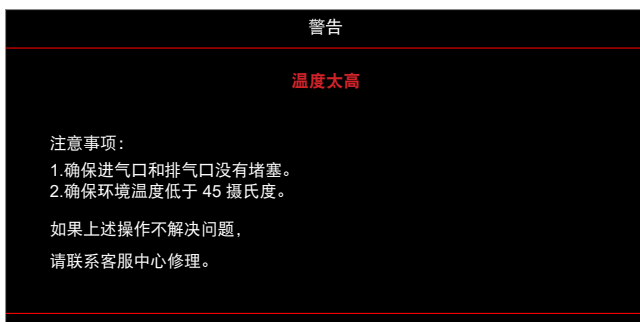 警告
温度太高
注意事项：
1.确保进气口和排气口没有堵塞。
2.确保环境温度低于 45 摄氏度。
如果上述操作不解决问题，
请联系客服中心修理。